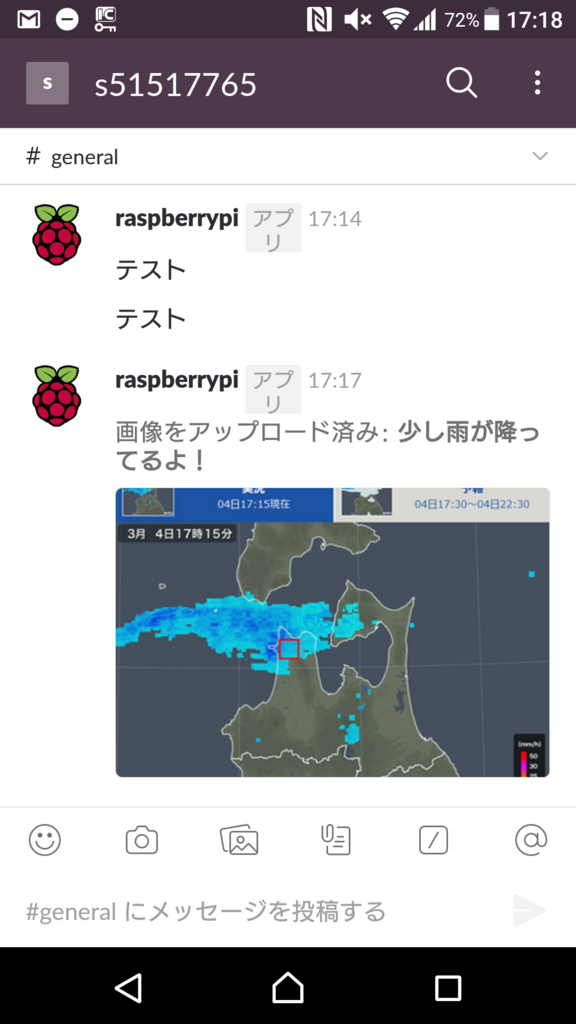 72% 17:18
s s51517765
# general
raspberrypi アプリ 17:14
テスト
テスト
raspberrypi アプリ 17:17
画像をアップロード済み: 少し雨が降っ
てるよ！
実況 予報
04日17:15現在 04日17:30～04日22:30
3月 4日17時15分
(mm/h)
50
30
@
#general にメッセージを投稿する